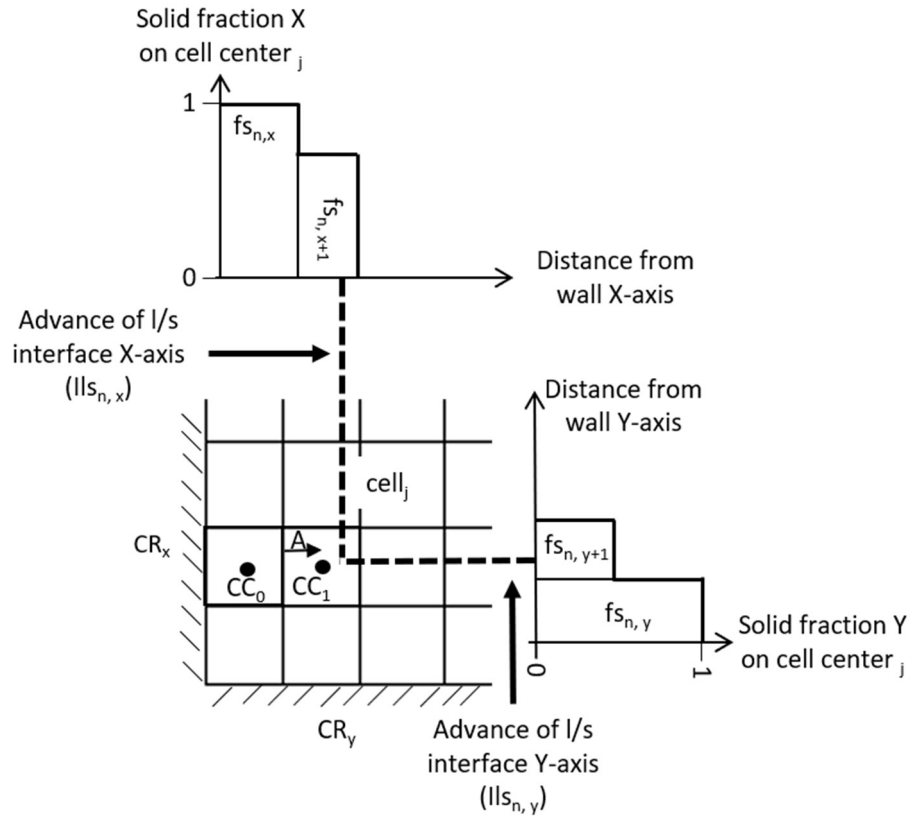 Solid fraction X
on cell center j
1
fsn,x
fsn, x+1
0
Distance from
wall X-axis
Advance of l/s
interface X-axis
(Ilsn, x)
Distance from
wall Y-axis
cellj
CRx
A
CC0
CC1
fsn, y+1
fsn, y
Solid fraction Y
on cell center j
0
1
CRy
Advance of l/s
interface Y-axis
(Ilsn, y)